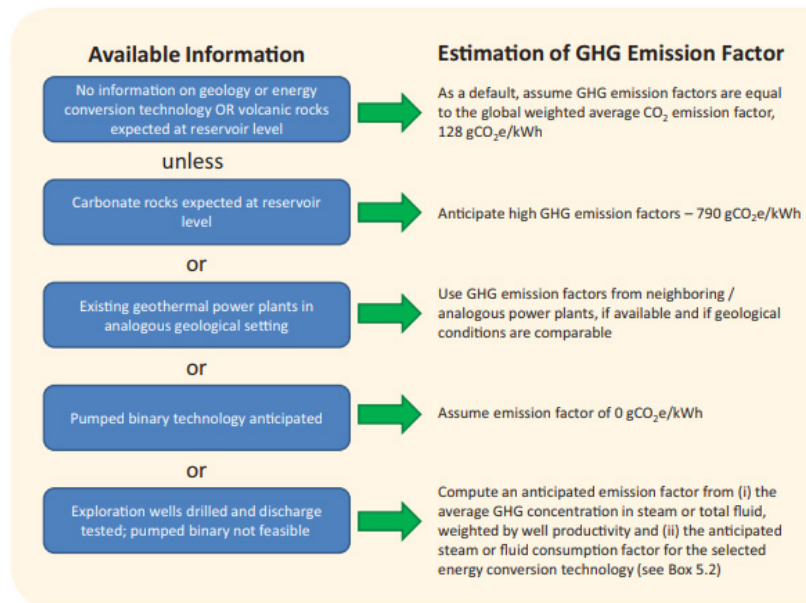 Available Information
Estimation of GHG Emission Factor
No information on geology or energy
conversion technology OR volcanic rocks
expected at reservoir level
As a default, assume GHG emission factors are equal
to the global weighted average CO₂ emission factor,
128 gCO₂e/kWh
unless
Carbonate rocks expected at reservoir
level
Anticipate high GHG emission factors – 790 gCO₂e/kWh
or
Existing geothermal power plants in
analogous geological setting
Use GHG emission factors from neighboring /
analogous power plants, if available and if geological
conditions are comparable
or
Pumped binary technology anticipated
Assume emission factor of 0 gCO₂e/kWh
or
Exploration wells drilled and discharge
tested; pumped binary not feasible
Compute an anticipated emission factor from (i) the
average GHG concentration in steam or total fluid,
weighted by well productivity and (ii) the anticipated
steam or fluid consumption factor for the selected
energy conversion technology (see Box 5.2)